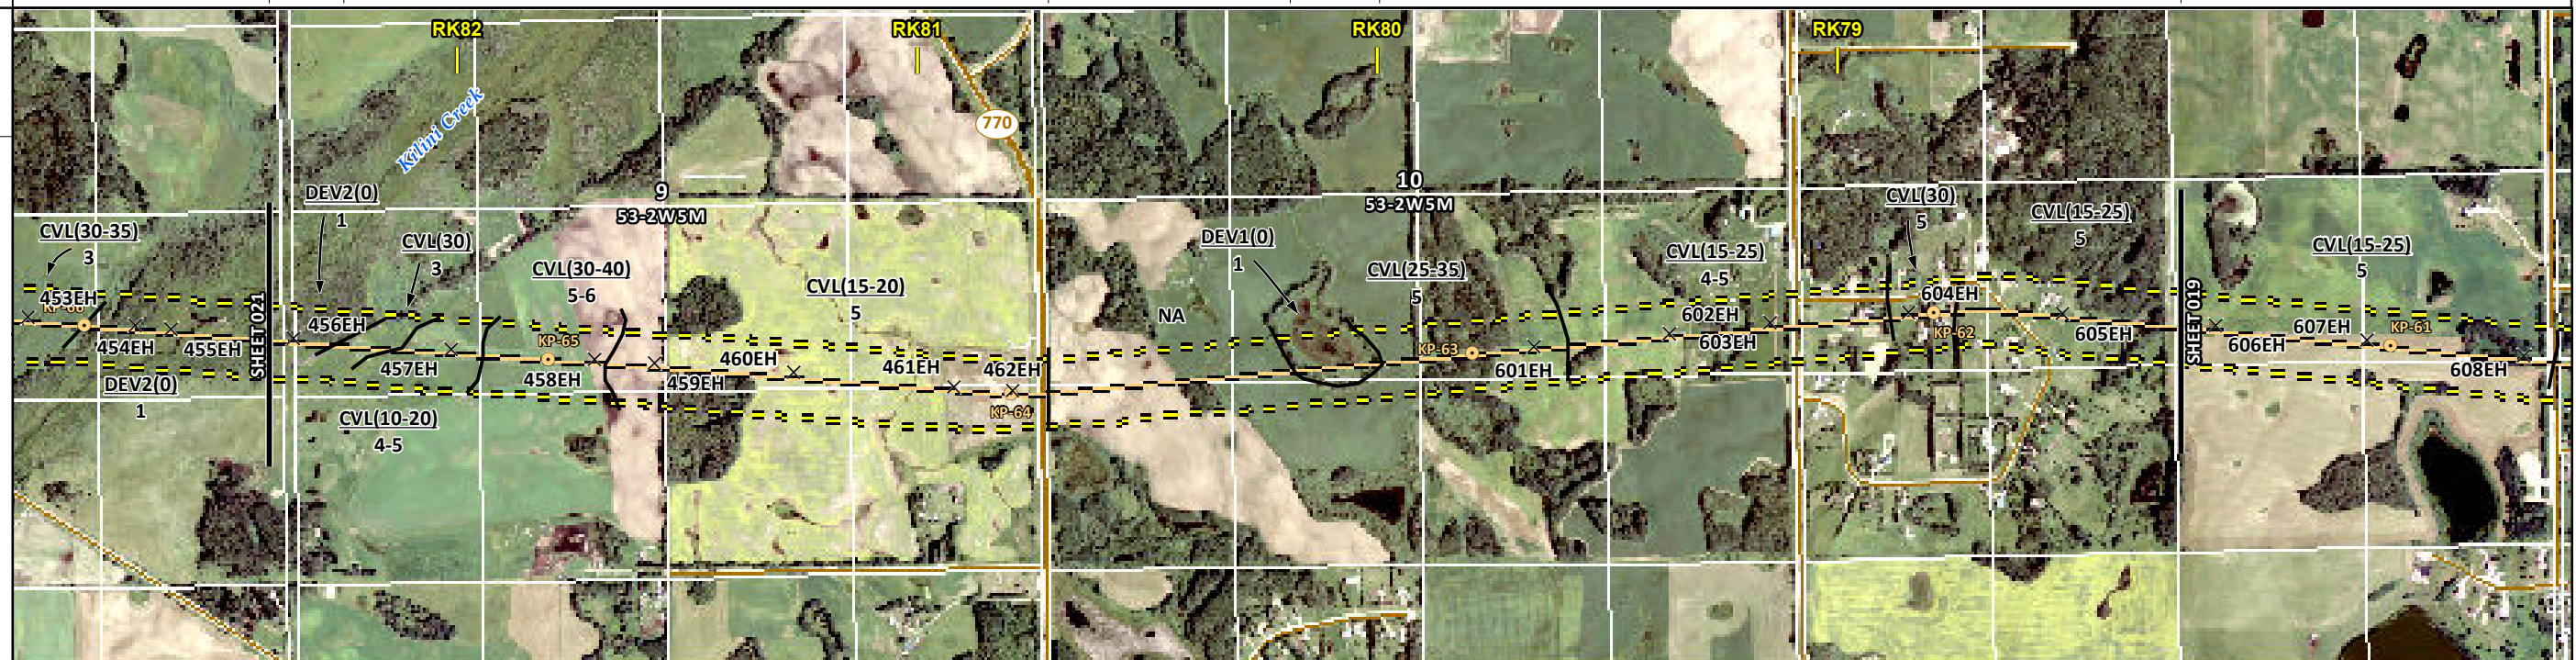 RK82
RK81
RK80
RK79
Kilini Creek
770
9
53-2W5M
10
53-2W5M
DEV2(0)
1
CVL(30-35)
3
CVL(30)
3
CVL(30-40)
5-6
CVL(15-20)
5
DEV1(0)
1
CVL(25-35)
5
CVL(15-25)
4-5
CVL(30)
5
CVL(15-25)
5
CVL(15-25)
5
NA
453EH
KP-66
454EH
455EH
SHEET 021
456EH
457EH
KP-65
458EH
459EH
460EH
461EH
462EH
KP-64
KP-63
601EH
602EH
603EH
604EH
KP-62
605EH
SHEET 019
606EH
607EH
KP-61
608EH
DEV2(0)
1
CVL(10-20)
4-5